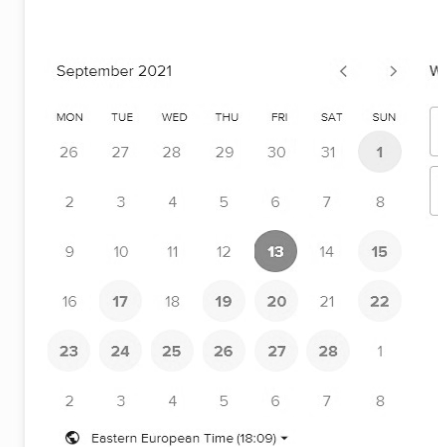 September 2021 < > W
MON TUE WED THU FRI SAT SUN
26 27 28 29 30 31 1
2 3 4 5 6 7 8
9 10 11 12 13 14 15
16 17 18 19 20 21 22
23 24 25 26 27 28 1
2 3 4 5 6 7 8
Eastern European Time (18:09)